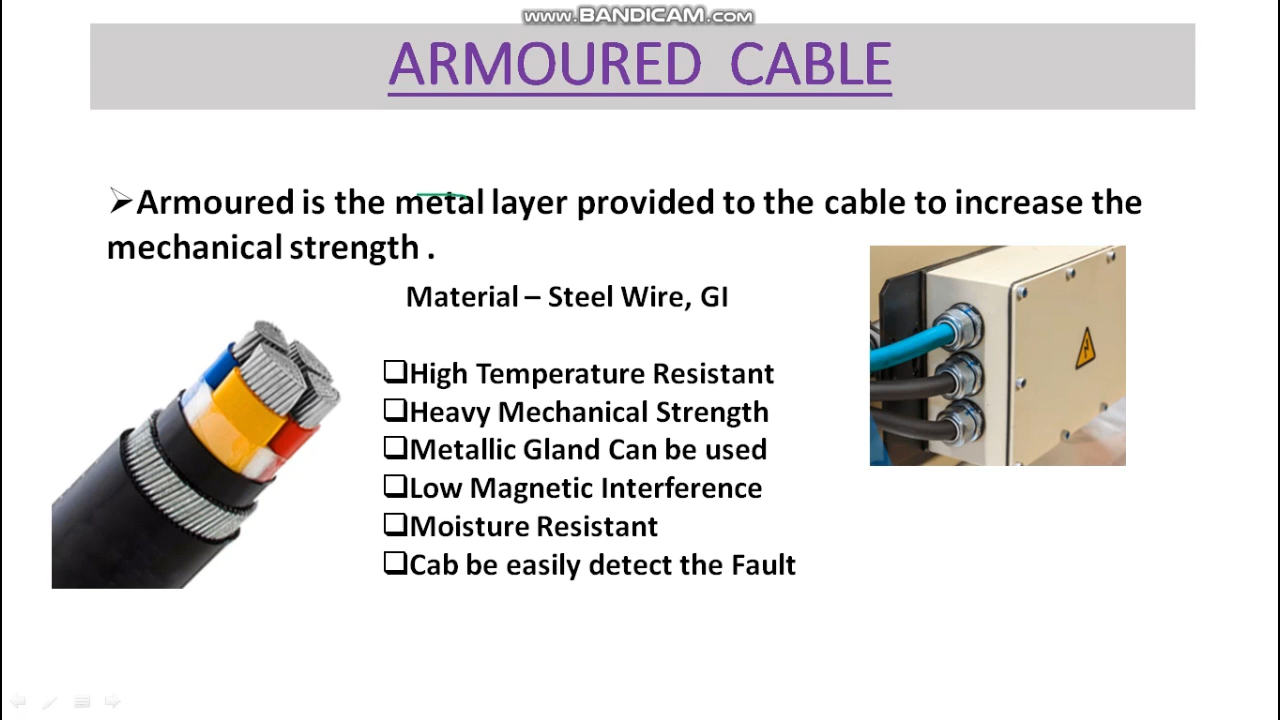 www.BANDICAM.com
ARMOURED CABLE
Armoured is the metal layer provided to the cable to increase the
mechanical strength .
Material – Steel Wire, GI
High Temperature Resistant
Heavy Mechanical Strength
Metallic Gland Can be used
Low Magnetic Interference
Moisture Resistant
Cab be easily detect the Fault